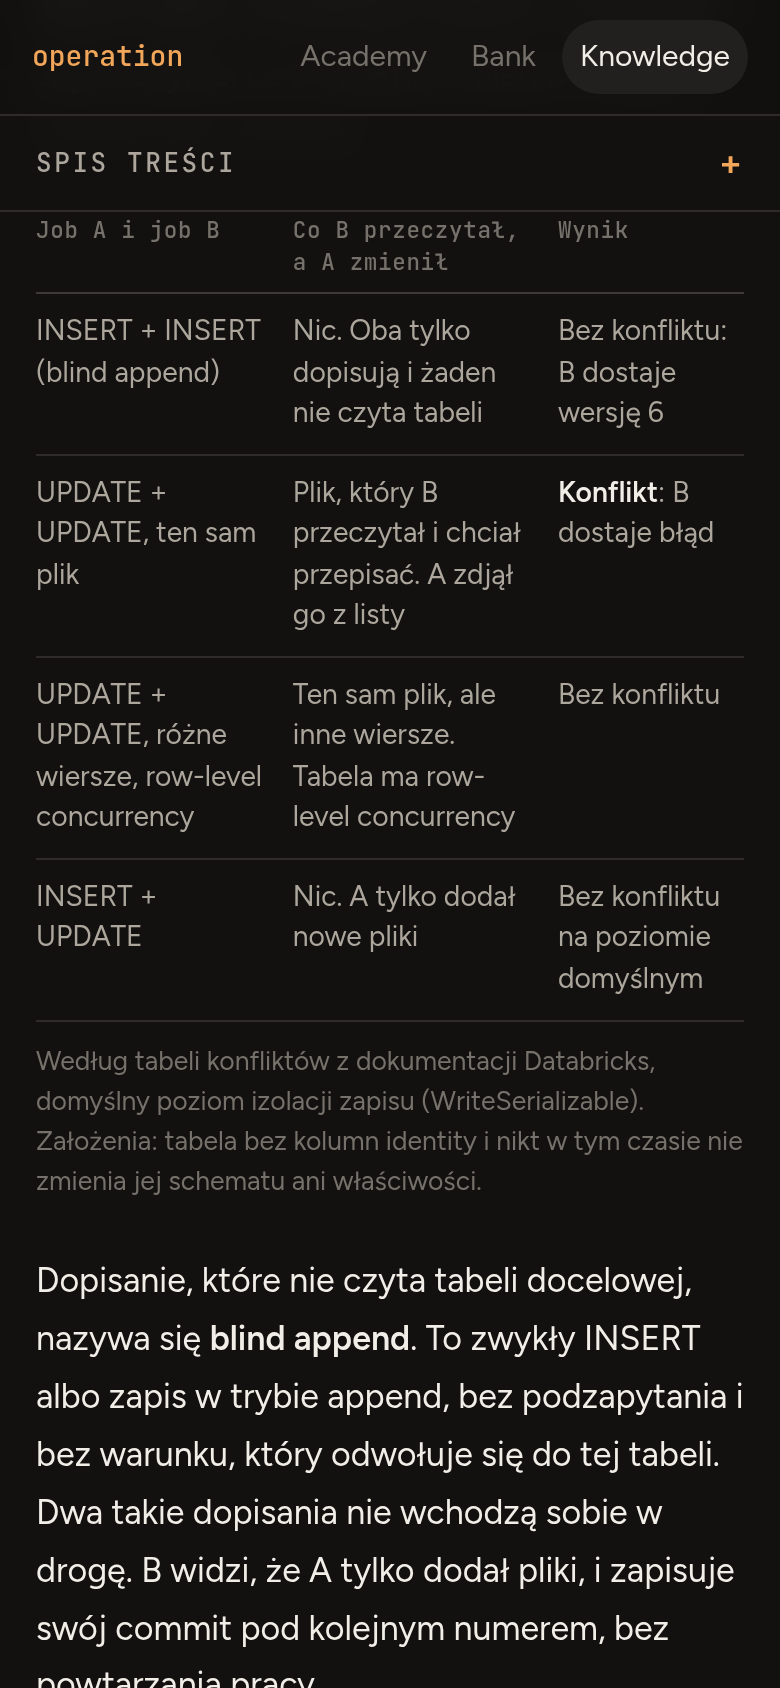 operation
Academy
Bank
Knowledge
SPIS TREŚCI
+
Job A i job B
Co B przeczytał,
a A zmienił
Wynik
INSERT + INSERT
(blind append)
Nic. Oba tylko
dopisują i żaden
nie czyta tabeli
Bez konfliktu:
B dostaje
wersję 6
UPDATE +
UPDATE, ten sam
plik
Plik, który B
przeczytał i chciał
przepisać. A zdjął
go z listy
Konflikt: B
dostaje błąd
UPDATE +
UPDATE, różne
wiersze, row-level
concurrency
Ten sam plik, ale
inne wiersze.
Tabela ma row-
level concurrency
Bez konfliktu
INSERT +
UPDATE
Nic. A tylko dodał
nowe pliki
Bez konfliktu
na poziomie
domyślnym
Według tabeli konfliktów z dokumentacji Databricks,
domyślny poziom izolacji zapisu (WriteSerializable).
Założenia: tabela bez kolumn identity i nikt w tym czasie nie
zmienia jej schematu ani właściwości.
Dopisanie, które nie czyta tabeli docelowej,
nazywa się blind append. To zwykły INSERT
albo zapis w trybie append, bez podzapytania i
bez warunku, który odwołuje się do tej tabeli.
Dwa takie dopisania nie wchodzą sobie w
drogę. B widzi, że A tylko dodał pliki, i zapisuje
swój commit pod kolejnym numerem, bez
powtarzania pracy.